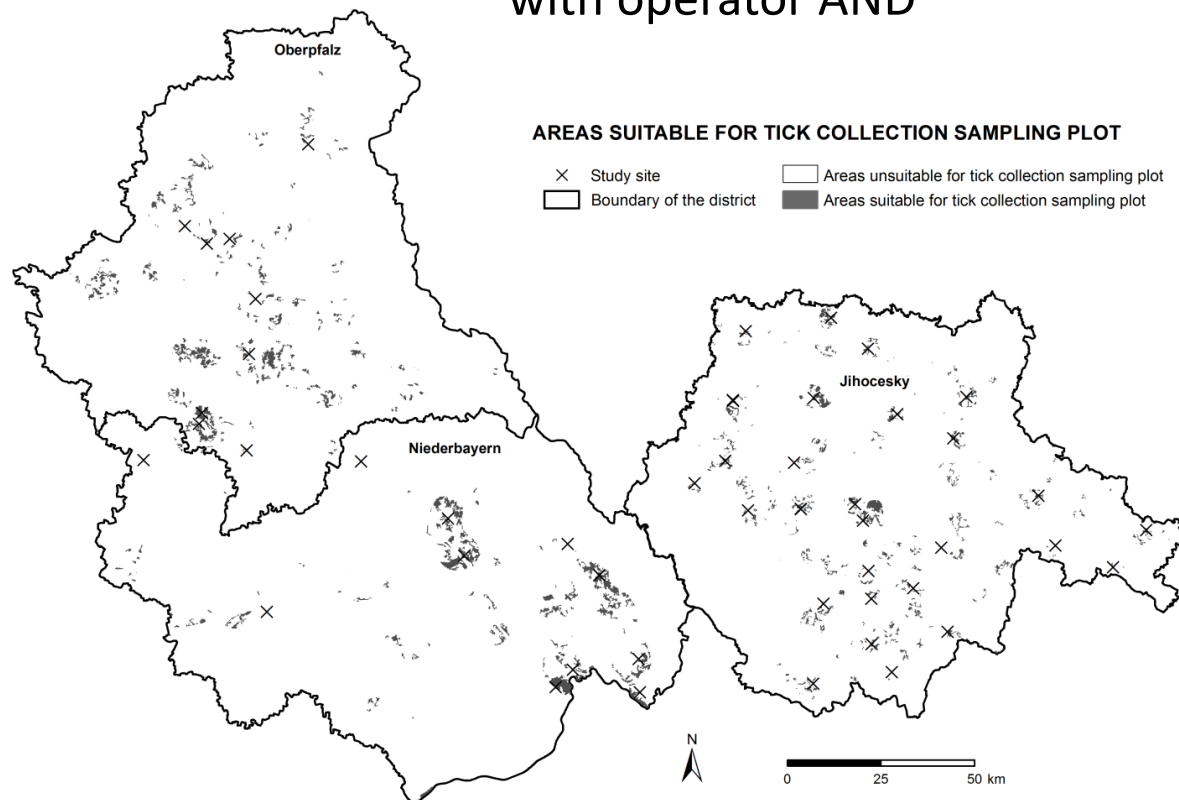 with operator AND
Oberpfalz
AREAS SUITABLE FOR TICK COLLECTION SAMPLING PLOT
Study site
Areas unsuitable for tick collection sampling plot
Boundary of the district
Areas suitable for tick collection sampling plot
Jihocesky
Niederbayern
N
0 25 50 km